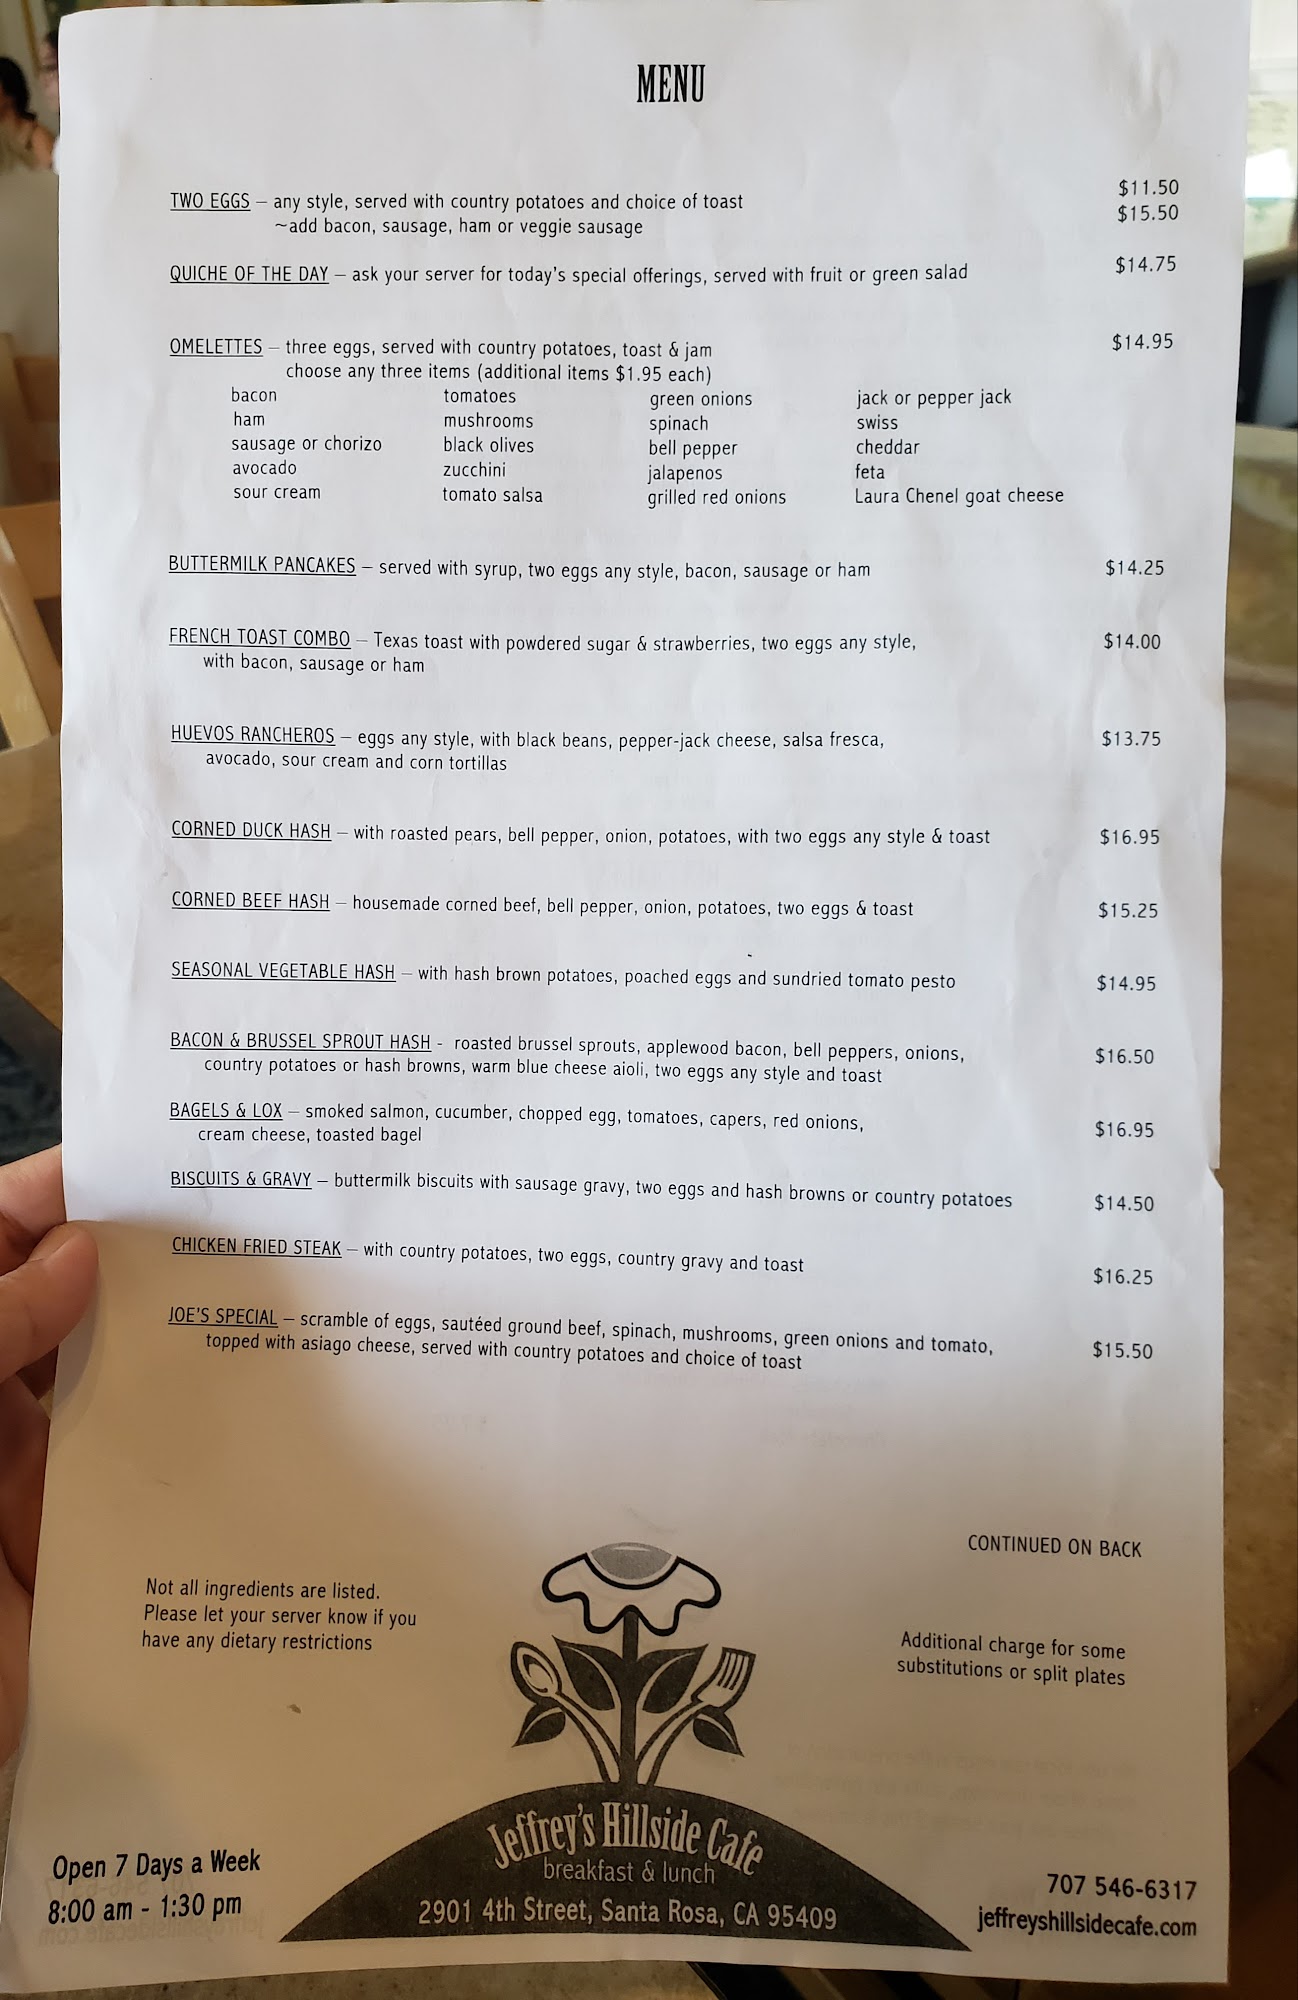 MENU
TWO EGGS – any style, served with country potatoes and choice of toast $11.50
~add bacon, sausage, ham or veggie sausage $15.50
QUICHE OF THE DAY – ask your server for today's special offerings, served with fruit or green salad $14.75
OMELETTES – three eggs, served with country potatoes, toast & jam $14.95
choose any three items (additional items $1.95 each)
bacon tomatoes green onions jack or pepper jack
ham mushrooms spinach swiss
sausage or chorizo black olives bell pepper cheddar
avocado zucchini jalapenos feta
sour cream tomato salsa grilled red onions Laura Chenel goat cheese
BUTTERMILK PANCAKES – served with syrup, two eggs any style, bacon, sausage or ham $14.25
FRENCH TOAST COMBO – Texas toast with powdered sugar & strawberries, two eggs any style, $14.00
with bacon, sausage or ham
HUEVOS RANCHEROS – eggs any style, with black beans, pepper-jack cheese, salsa fresca, $13.75
avocado, sour cream and corn tortillas
CORNED DUCK HASH – with roasted pears, bell pepper, onion, potatoes, with two eggs any style & toast $16.95
CORNED BEEF HASH – housemade corned beef, bell pepper, onion, potatoes, two eggs & toast $15.25
SEASONAL VEGETABLE HASH – with hash brown potatoes, poached eggs and sundried tomato pesto $14.95
BACON & BRUSSEL SPROUT HASH - roasted brussel sprouts, applewood bacon, bell peppers, onions, $16.50
country potatoes or hash browns, warm blue cheese aioli, two eggs any style and toast
BAGELS & LOX – smoked salmon, cucumber, chopped egg, tomatoes, capers, red onions, $16.95
cream cheese, toasted bagel
BISCUITS & GRAVY – buttermilk biscuits with sausage gravy, two eggs and hash browns or country potatoes $14.50
CHICKEN FRIED STEAK – with country potatoes, two eggs, country gravy and toast $16.25
JOE'S SPECIAL – scramble of eggs, sautéed ground beef, spinach, mushrooms, green onions and tomato, $15.50
topped with asiago cheese, served with country potatoes and choice of toast
CONTINUED ON BACK
Not all ingredients are listed.
Please let your server know if you
have any dietary restrictions
Additional charge for some
substitutions or split plates
Jeffrey's Hillside Cafe
breakfast & lunch
2901 4th Street, Santa Rosa, CA 95409
Open 7 Days a Week
8:00 am - 1:30 pm
707 546-6317
jeffreyshillsidecafe.com